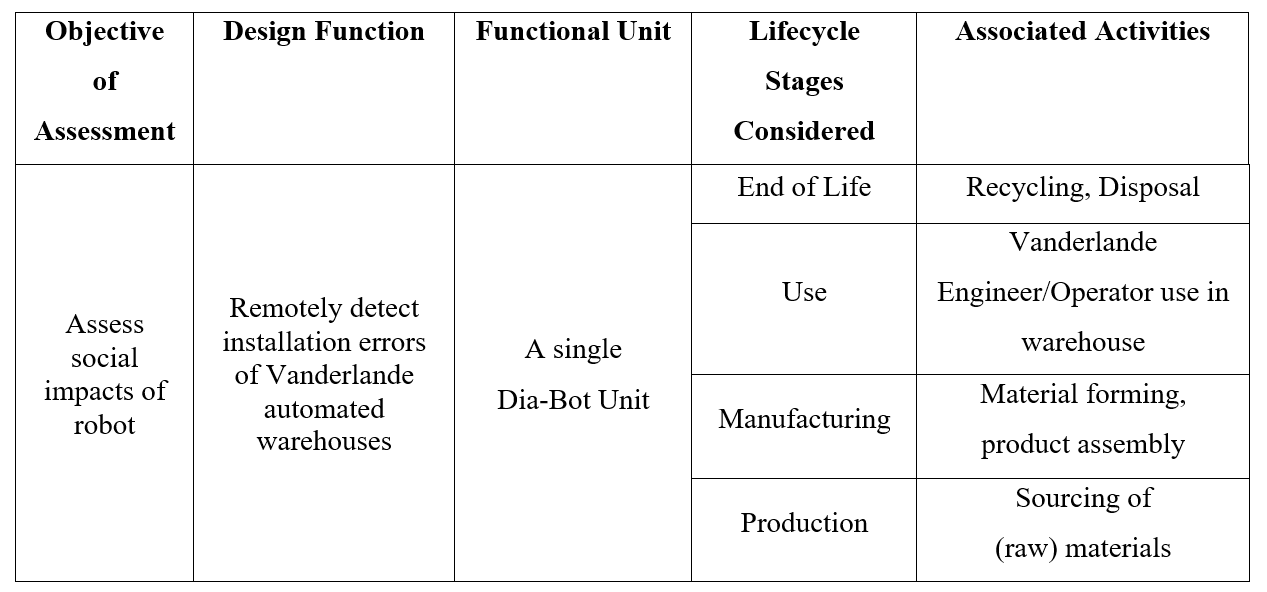 Objective
of
Assessment
Design Function
Functional Unit
Lifecycle
Stages
Considered
Associated Activities
Assess
social
impacts of
robot
Remotely detect
installation errors
of Vanderlande
automated
warehouses
A single
Dia-Bot Unit
End of Life
Recycling, Disposal
Use
Vanderlande
Engineer/Operator use in
warehouse
Manufacturing
Material forming,
product assembly
Production
Sourcing of
(raw) materials